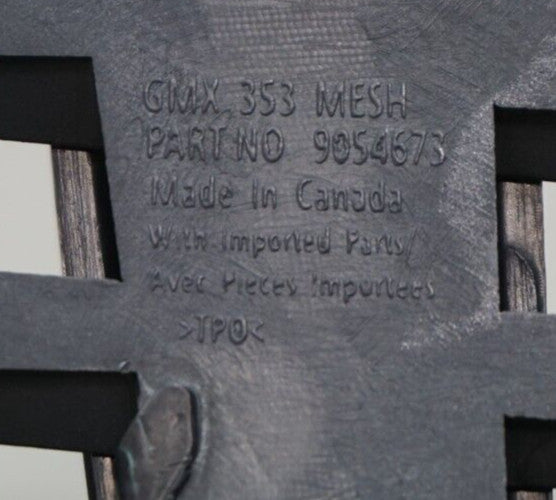 GMX 353 MESH
PART NO 9054673
Made In Canada
With Imported Parts/
Avec Pieces Importees
>TPO<